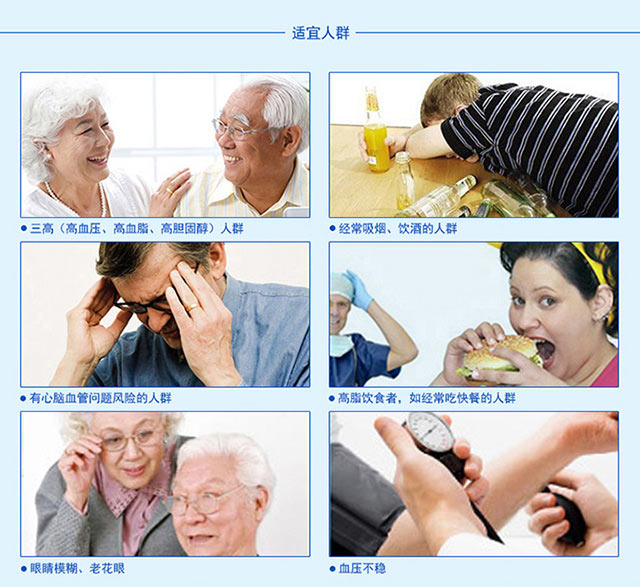 适宜人群
●三高（高血压、高血脂、高胆固醇）人群
●经常吸烟、饮酒的人群
●有心脑血管问题风险的人群
●高脂饮食者，如经常吃快餐的人群
●眼睛模糊、老花眼
●血压不稳